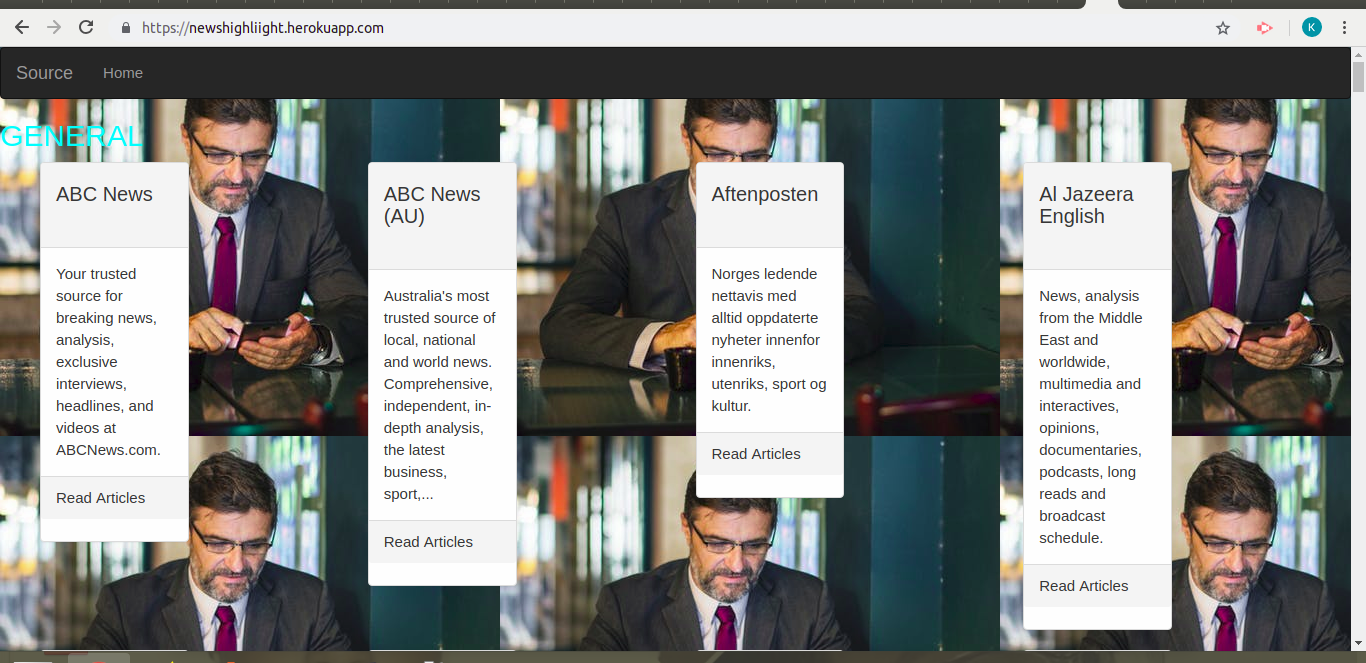 https://newshighliight.herokuapp.com
K
Source
Home
GENERAL
ABC News
Your trusted
source for
breaking news,
analysis,
exclusive
interviews,
headlines, and
videos at
ABCNews.com.
Read Articles
ABC News
(AU)
Australia's most
trusted source of
local, national
and world news.
Comprehensive,
independent, in-
depth analysis,
the latest
business,
sport,...
Read Articles
Aftenposten
Norges ledende
nettavis med
alltid oppdaterte
nyheter innenfor
innenriks,
utenriks, sport og
kultur.
Read Articles
Al Jazeera
English
News, analysis
from the Middle
East and
worldwide,
multimedia and
interactives,
opinions,
documentaries,
podcasts, long
reads and
broadcast
schedule.
Read Articles